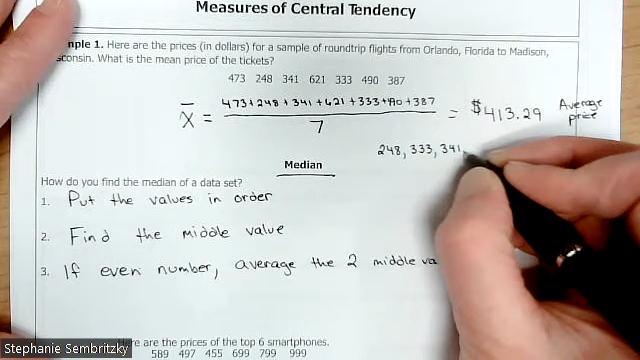 Measures of Central Tendency
nple 1. Here are the prices (in dollars) for a sample of roundtrip flights from Orlando, Florida to Madison,
sconsin. What is the mean price of the tickets?
473 248 341 621 333 490 387
x̄ = 473+248+341+621+333+490+387 / 7 = $413.29 Average price
248, 333, 341,
Median
How do you find the median of a data set?
1. Put the values in order
2. Find the middle value
3. If even number, average the 2 middle va
ere are the prices of the top 6 smartphones.
589 497 455 699 799 999
Stephanie Sembritzky